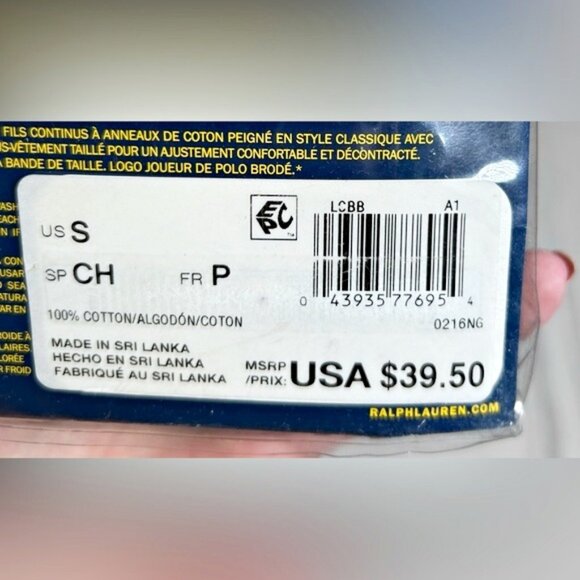 FILS CONTINUS À ANNEAUX DE COTON PEIGNÉ EN STYLE CLASSIQUE AVEC
US-VÊTEMENT TAILLÉ POUR UN AJUSTEMENT CONFORTABLE ET DÉCONTRACTÉ.
A BANDE DE TAILLE. LOGO JOUEUR DE POLO BRODÉ.*
US S
EPC
LCBB A1
SP CH FR P
0 43935 77695 4
100% COTTON/ALGODÓN/COTON
0216NG
MADE IN SRI LANKA
HECHO EN SRI LANKA
FABRIQUÉ AU SRI LANKA
MSRP
/PRIX: USA $39.50
RALPHLAUREN.COM